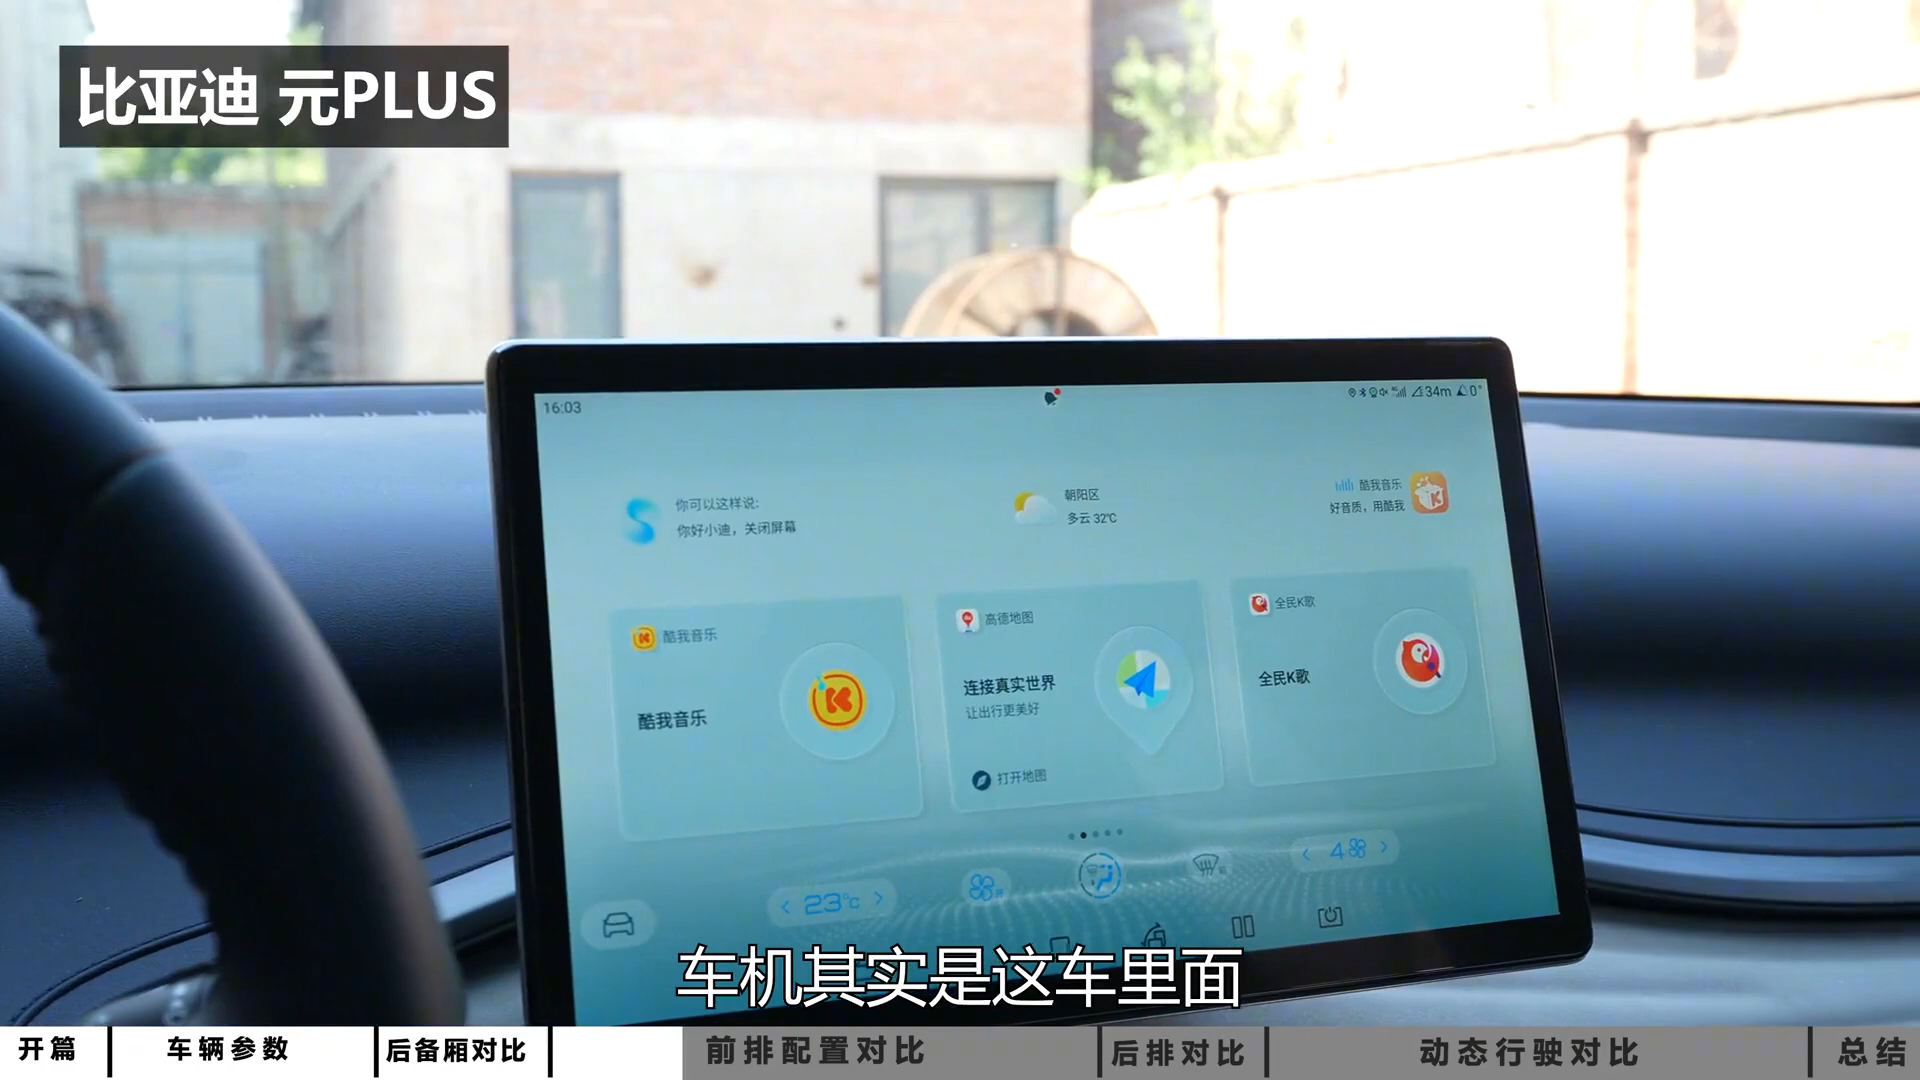 比亚迪 元PLUS
16:03
34m
0°
你可以这样说:
你好小迪，关闭屏幕
朝阳区
多云 32℃
酷我音乐
好音质，用酷我
酷我音乐
酷我音乐
高德地图
连接真实世界
让出行更美好
打开地图
全民K歌
全民K歌
23°C
4
车机其实是这车里面
开篇
车辆参数
后备厢对比
前排配置对比
后排对比
动态行驶对比
总结